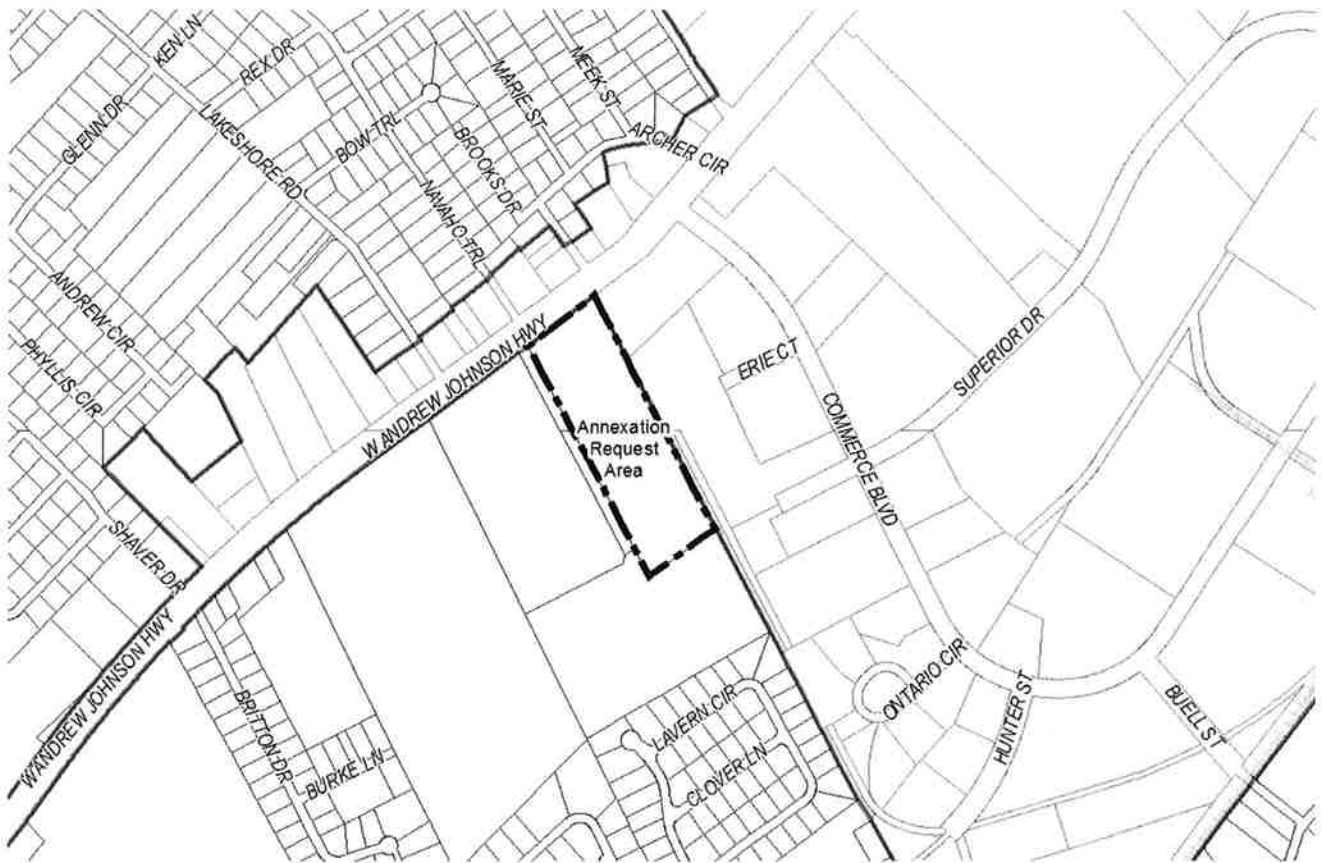 KEN LN
REX DR
GLENN DR
LAKESHORE RD
BOW TRL
MARIE ST
MEEK ST
BROOKS DR
ARCHER CIR
NAVAHO TRL
ANDREW CIR
PHYLLIS CIR
W ANDREW JOHNSON HWY
ERIE CT
SUPERIOR DR
COMMERCE BLVD
Annexation
Request
Area
SHAVER DR
W ANDREW JOHNSON HWY
BRITTON DR
BURKE LN
LAVERN CIR
CLOVER LN
ONTARIO CIR
HUNTER ST
BUELL ST